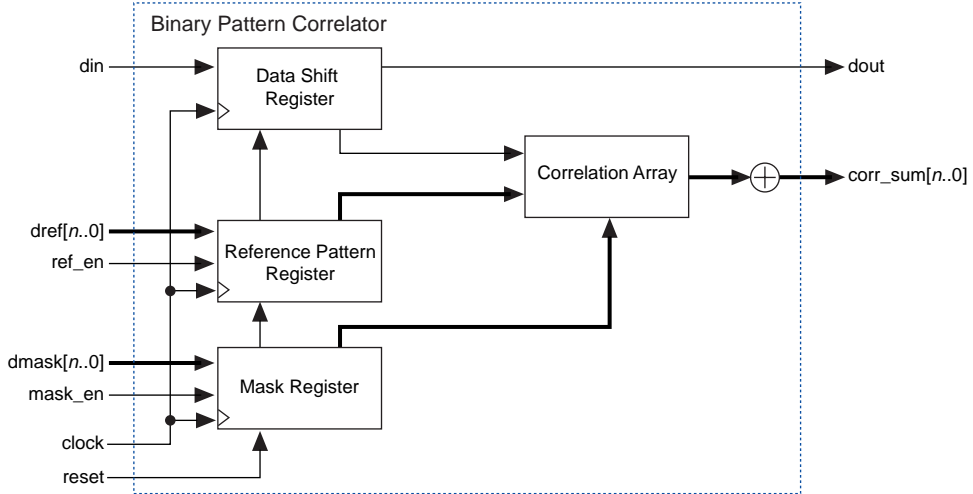 Binary Pattern Correlator
din
Data Shift
Register
dout
Correlation Array
corr_sum[n..0]
dref[n..0]
ref_en
Reference Pattern
Register
dmask[n..0]
mask_en
Mask Register
clock
reset